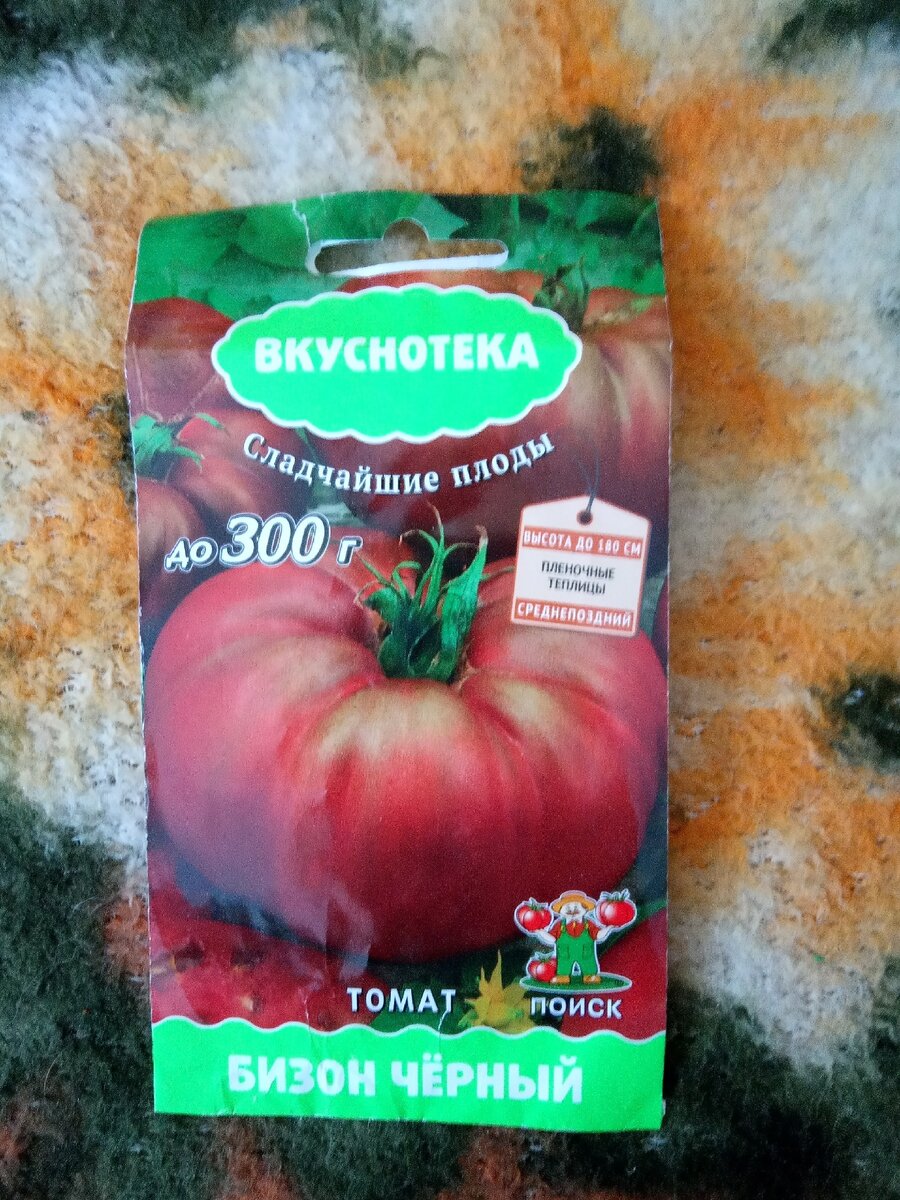 ВКУСНОТЕКА
Сладчайшие плоды
до 300 г
ВЫСОТА ДО 180 СМ
ПЛЕНОЧНЫЕ
ТЕПЛИЦЫ
СРЕДНЕПОЗДНИЙ
ТОМАТ
ПОИСК
БИЗОН ЧЁРНЫЙ